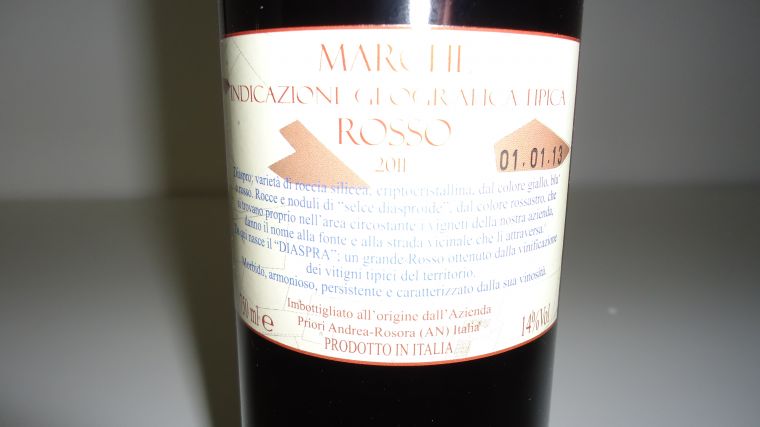 MARCHE
INDICAZIONE GEOGRAFICA TIPICA
ROSSO
2011
01.01.13
Diaspro; varietà di roccia silicea, criptocristallina, dal colore grallo, blu
o rosso. Rocce e noduli di "selce diasproide", dal colore rossastro, che
si trovano proprio nell'area circostante i vigneti della nostra azienda,
danno il nome alla fonte e alla strada vicinale che li attraversa.
Da qui nasce il "DIASPRA"; un grande Rosso ottenuto dalla vinificazione
dei vitigni tipici del territorio.
Morbido, armonioso, persistente e caratterizzato dalla sua vinosità.
750 ml e
Imbottigliato all'origine dall'Azienda
Priori Andrea-Rosora (AN) Italia
14%Vol
PRODOTTO IN ITALIA